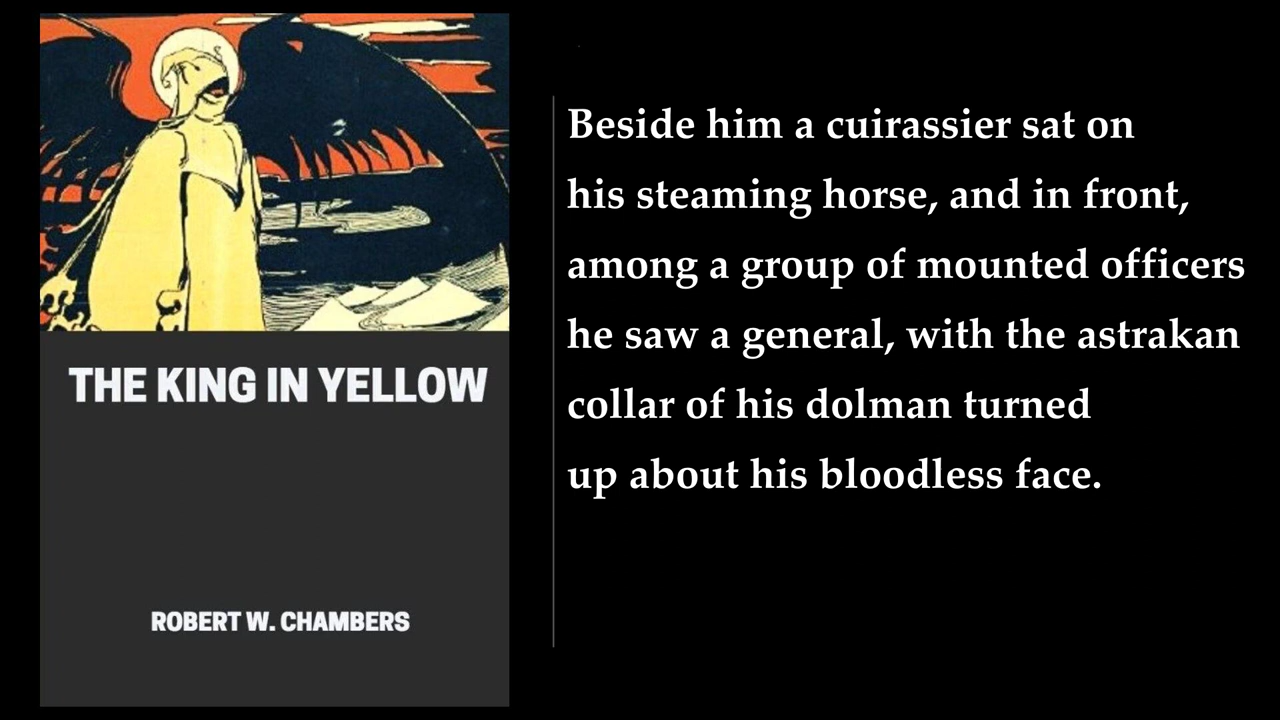 THE KING IN YELLOW
ROBERT W. CHAMBERS
Beside him a cuirassier sat on
his steaming horse, and in front,
among a group of mounted officers
he saw a general, with the astrakan
collar of his dolman turned
up about his bloodless face.